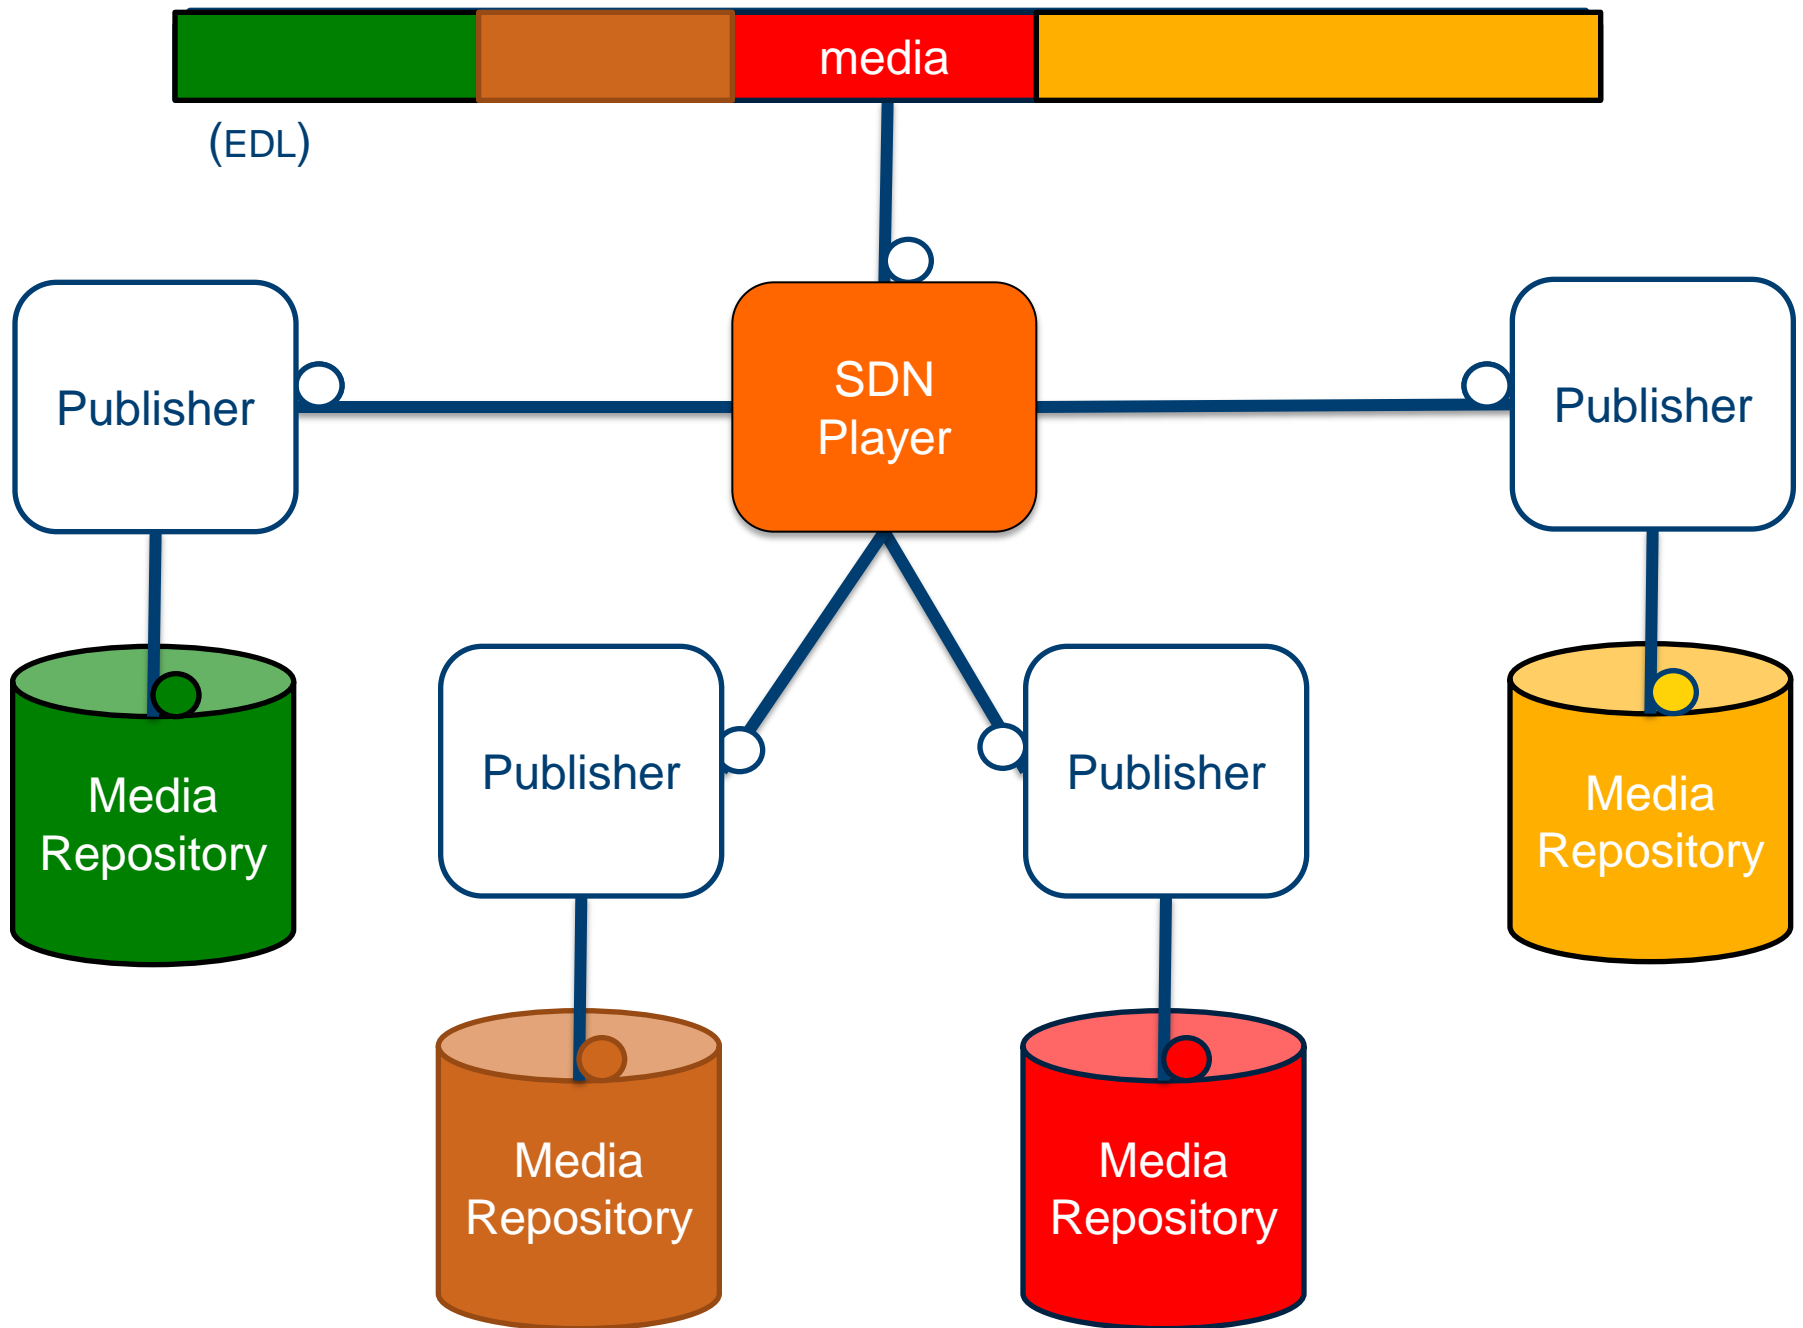 media
(EDL)
Publisher
SDN
Player
Publisher
Publisher
Publisher
Media
Repository
Media
Repository
Media
Repository
Media
Repository